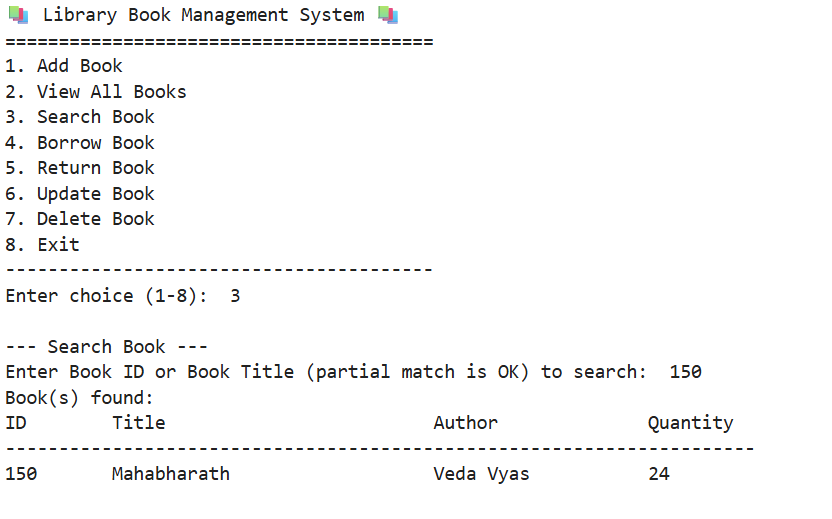 📚 Library Book Management System 📚
========================================
1. Add Book
2. View All Books
3. Search Book
4. Borrow Book
5. Return Book
6. Update Book
7. Delete Book
8. Exit
----------------------------------------
Enter choice (1-8):  3
--- Search Book ---
Enter Book ID or Book Title (partial match is OK) to search:  150
Book(s) found:
ID        Title                         Author              Quantity
----------------------------------------------------------------------
150       Mahabharath                   Veda Vyas           24